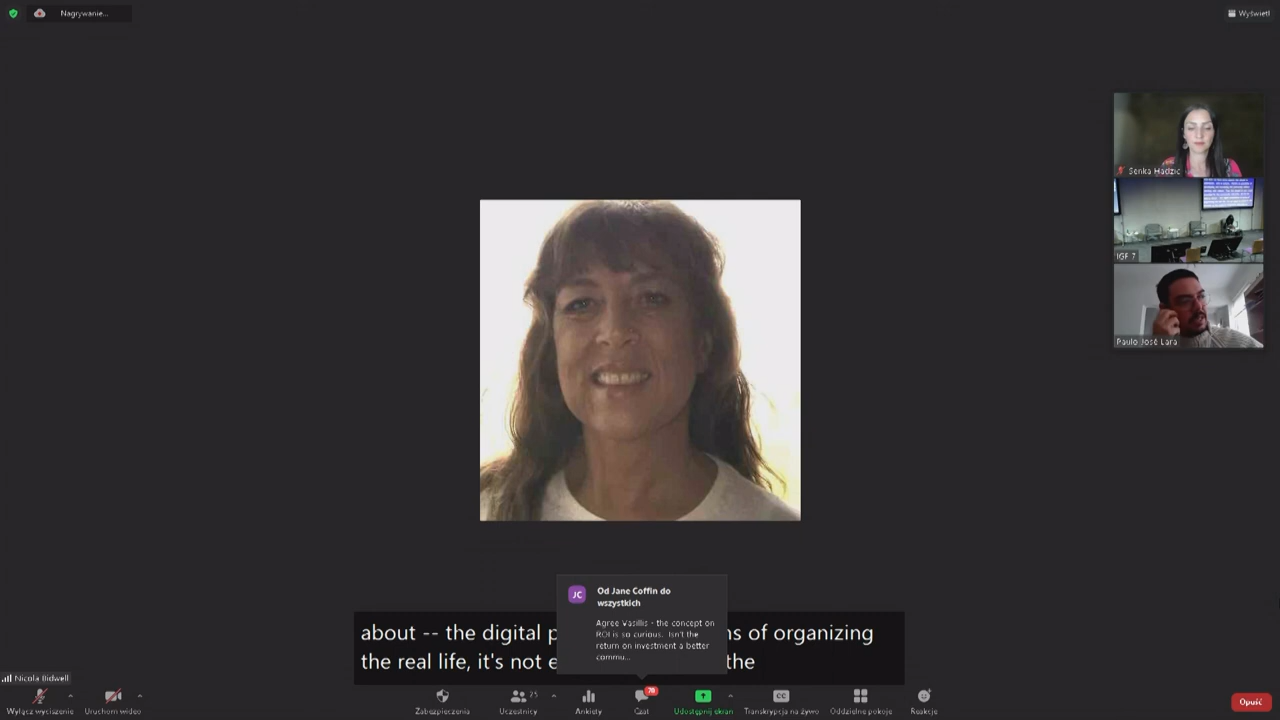 Nagrywanie...
Wyświetl
Senka Hadzic
IGF 7
Paulo José Lara
JC
Od Jane Coffin do
wszystkich
Agree Vasillis - the concept on
ROI is so curious. Isn't the
return on investment a better
commu...
about -- the digital p
ns of organizing
the real life, it's not e
the
Nicola Bidwell
Wyłącz wyciszenie
Uruchom wideo
Zabezpieczenia
25
Uczestnicy
Ankiety
78
Czat
Udostępnij ekran
CC
Transkrypcja na żywo
Oddzielne pokoje
Reakcje
Opuść